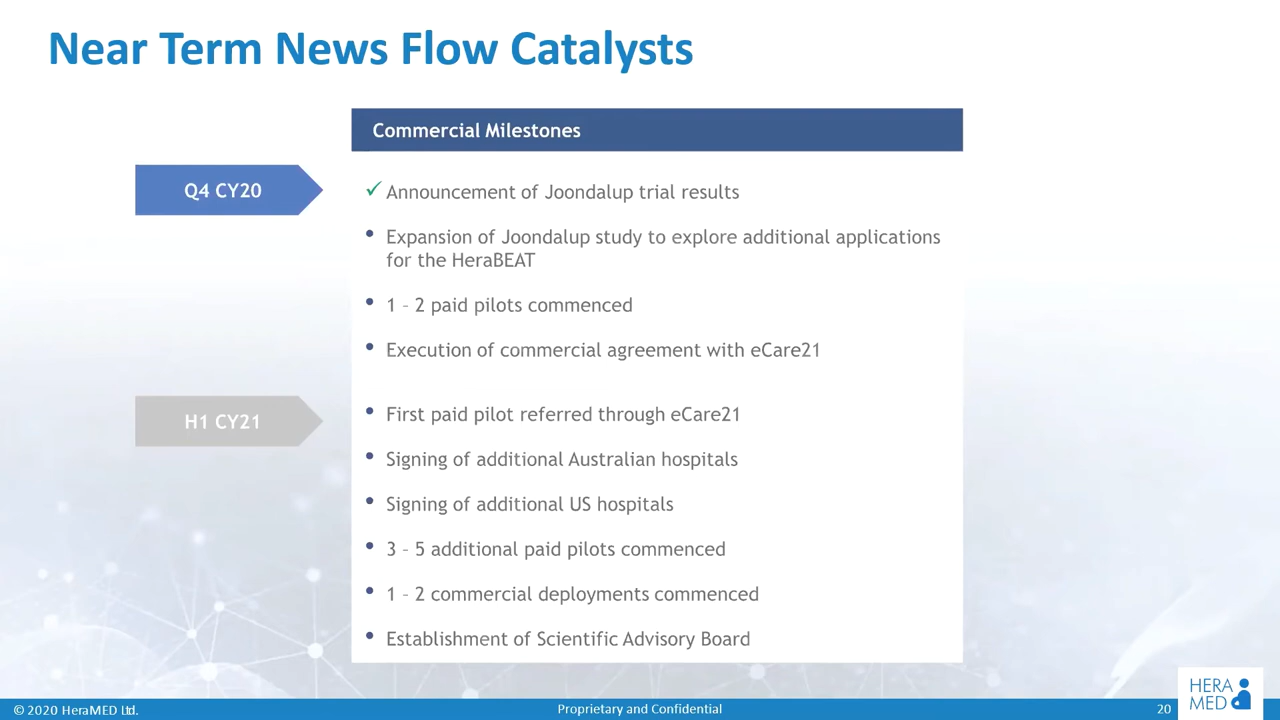 Near Term News Flow Catalysts
Commercial Milestones
Q4 CY20
✓ Announcement of Joondalup trial results
• Expansion of Joondalup study to explore additional applications
for the HeraBEAT
• 1 – 2 paid pilots commenced
• Execution of commercial agreement with eCare21
H1 CY21
• First paid pilot referred through eCare21
• Signing of additional Australian hospitals
• Signing of additional US hospitals
• 3 – 5 additional paid pilots commenced
• 1 – 2 commercial deployments commenced
• Establishment of Scientific Advisory Board
© 2020 HeraMED Ltd.
Proprietary and Confidential
20
HERA
MED